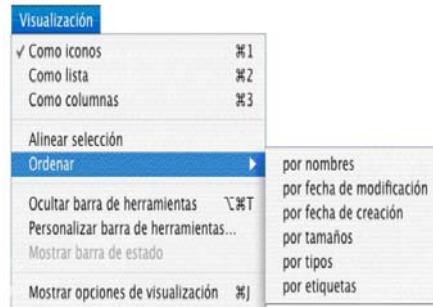 Visualización
✓ Como iconos ⌘1
Como lista ⌘2
Como columnas ⌘3
Alinear selección
Ordenar
Ocultar barra de herramientas ⌥⌘T
Personalizar barra de herramientas...
Mostrar barra de estado
Mostrar opciones de visualización ⌘J
por nombres
por fecha de modificación
por fecha de creación
por tamaños
por tipos
por etiquetas